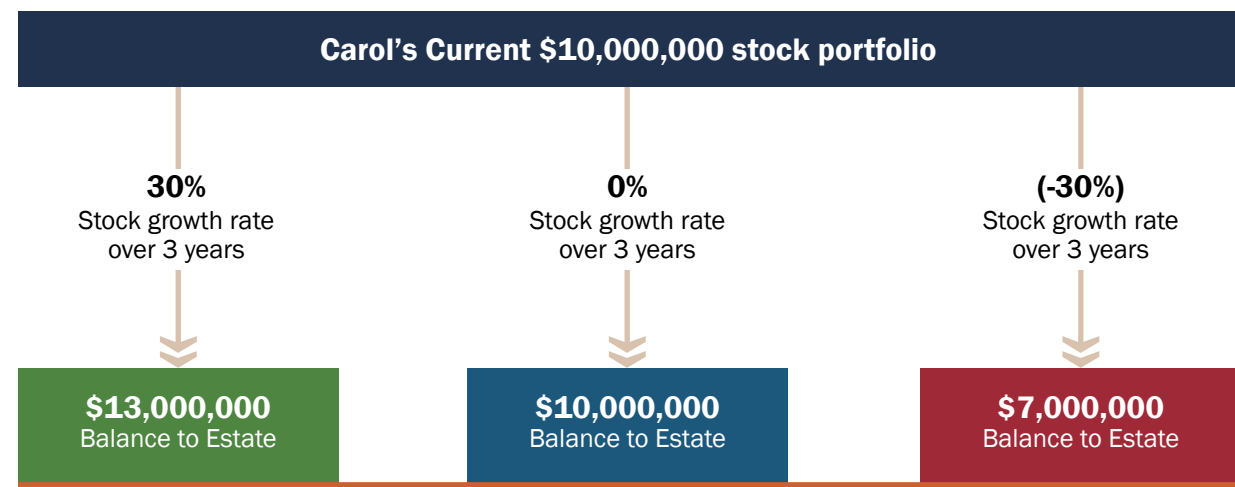 Carol’s Current $10,000,000 stock portfolio
30%
Stock growth rate
over 3 years
0%
Stock growth rate
over 3 years
(-30%)
Stock growth rate
over 3 years
$13,000,000
Balance to Estate
$10,000,000
Balance to Estate
$7,000,000
Balance to Estate